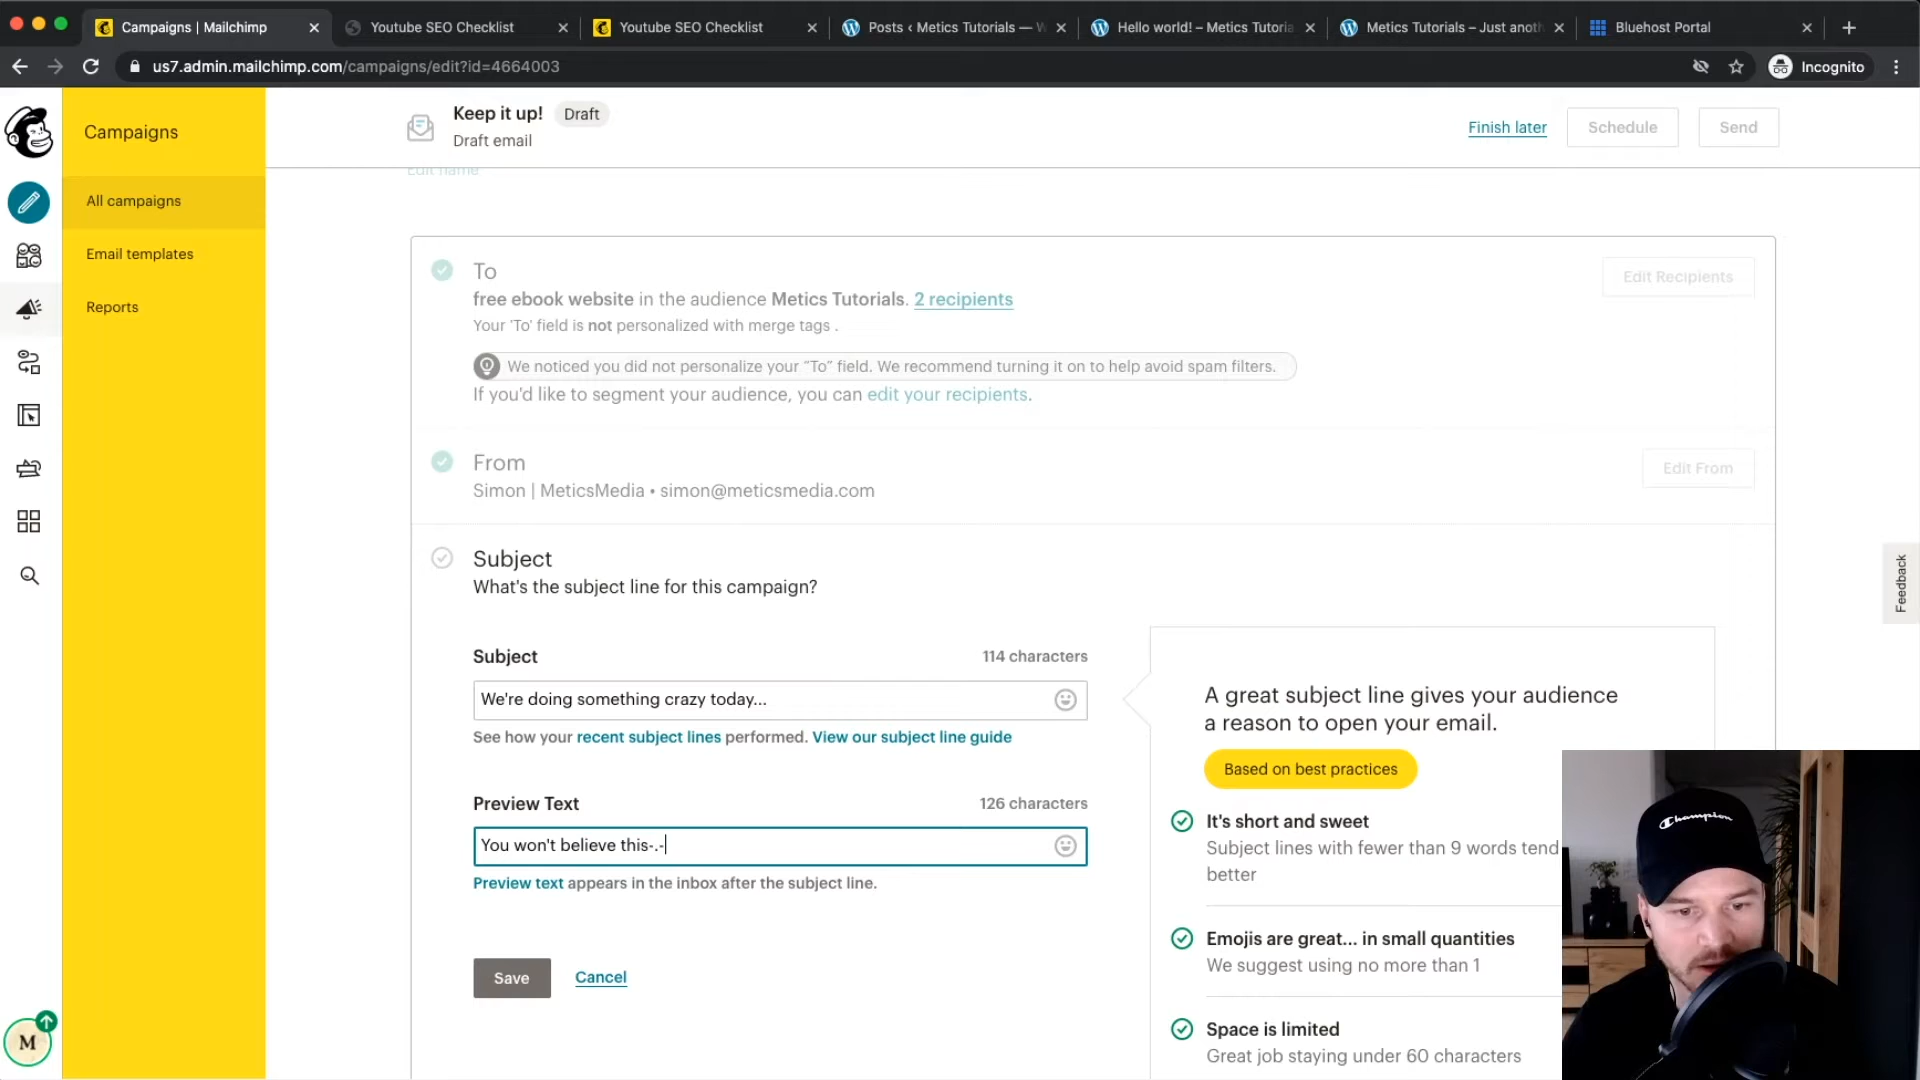 Campaigns | Mailchimp
Youtube SEO Checklist
Youtube SEO Checklist
Posts ‹ Metics Tutorials — W
Hello world! – Metics Tutoria
Metics Tutorials – Just anoth
Bluehost Portal
us7.admin.mailchimp.com/campaigns/edit?id=4664003
Incognito
Campaigns
All campaigns
Email templates
Reports
Keep it up!
Draft
Draft email
Finish later
Schedule
Send
Edit name
To
Edit Recipients
free ebook website in the audience Metics Tutorials. 2 recipients
Your 'To' field is not personalized with merge tags .
We noticed you did not personalize your “To” field. We recommend turning it on to help avoid spam filters.
If you'd like to segment your audience, you can edit your recipients.
From
Edit From
Simon | MeticsMedia • simon@meticsmedia.com
Subject
What's the subject line for this campaign?
Subject
114 characters
We're doing something crazy today...
See how your recent subject lines performed. View our subject line guide
Preview Text
126 characters
You won't believe this-.-
Preview text appears in the inbox after the subject line.
Save
Cancel
A great subject line gives your audience
a reason to open your email.
Based on best practices
It's short and sweet
Subject lines with fewer than 9 words tend
better
Emojis are great... in small quantities
We suggest using no more than 1
Space is limited
Great job staying under 60 characters
Feedback
M
Champion